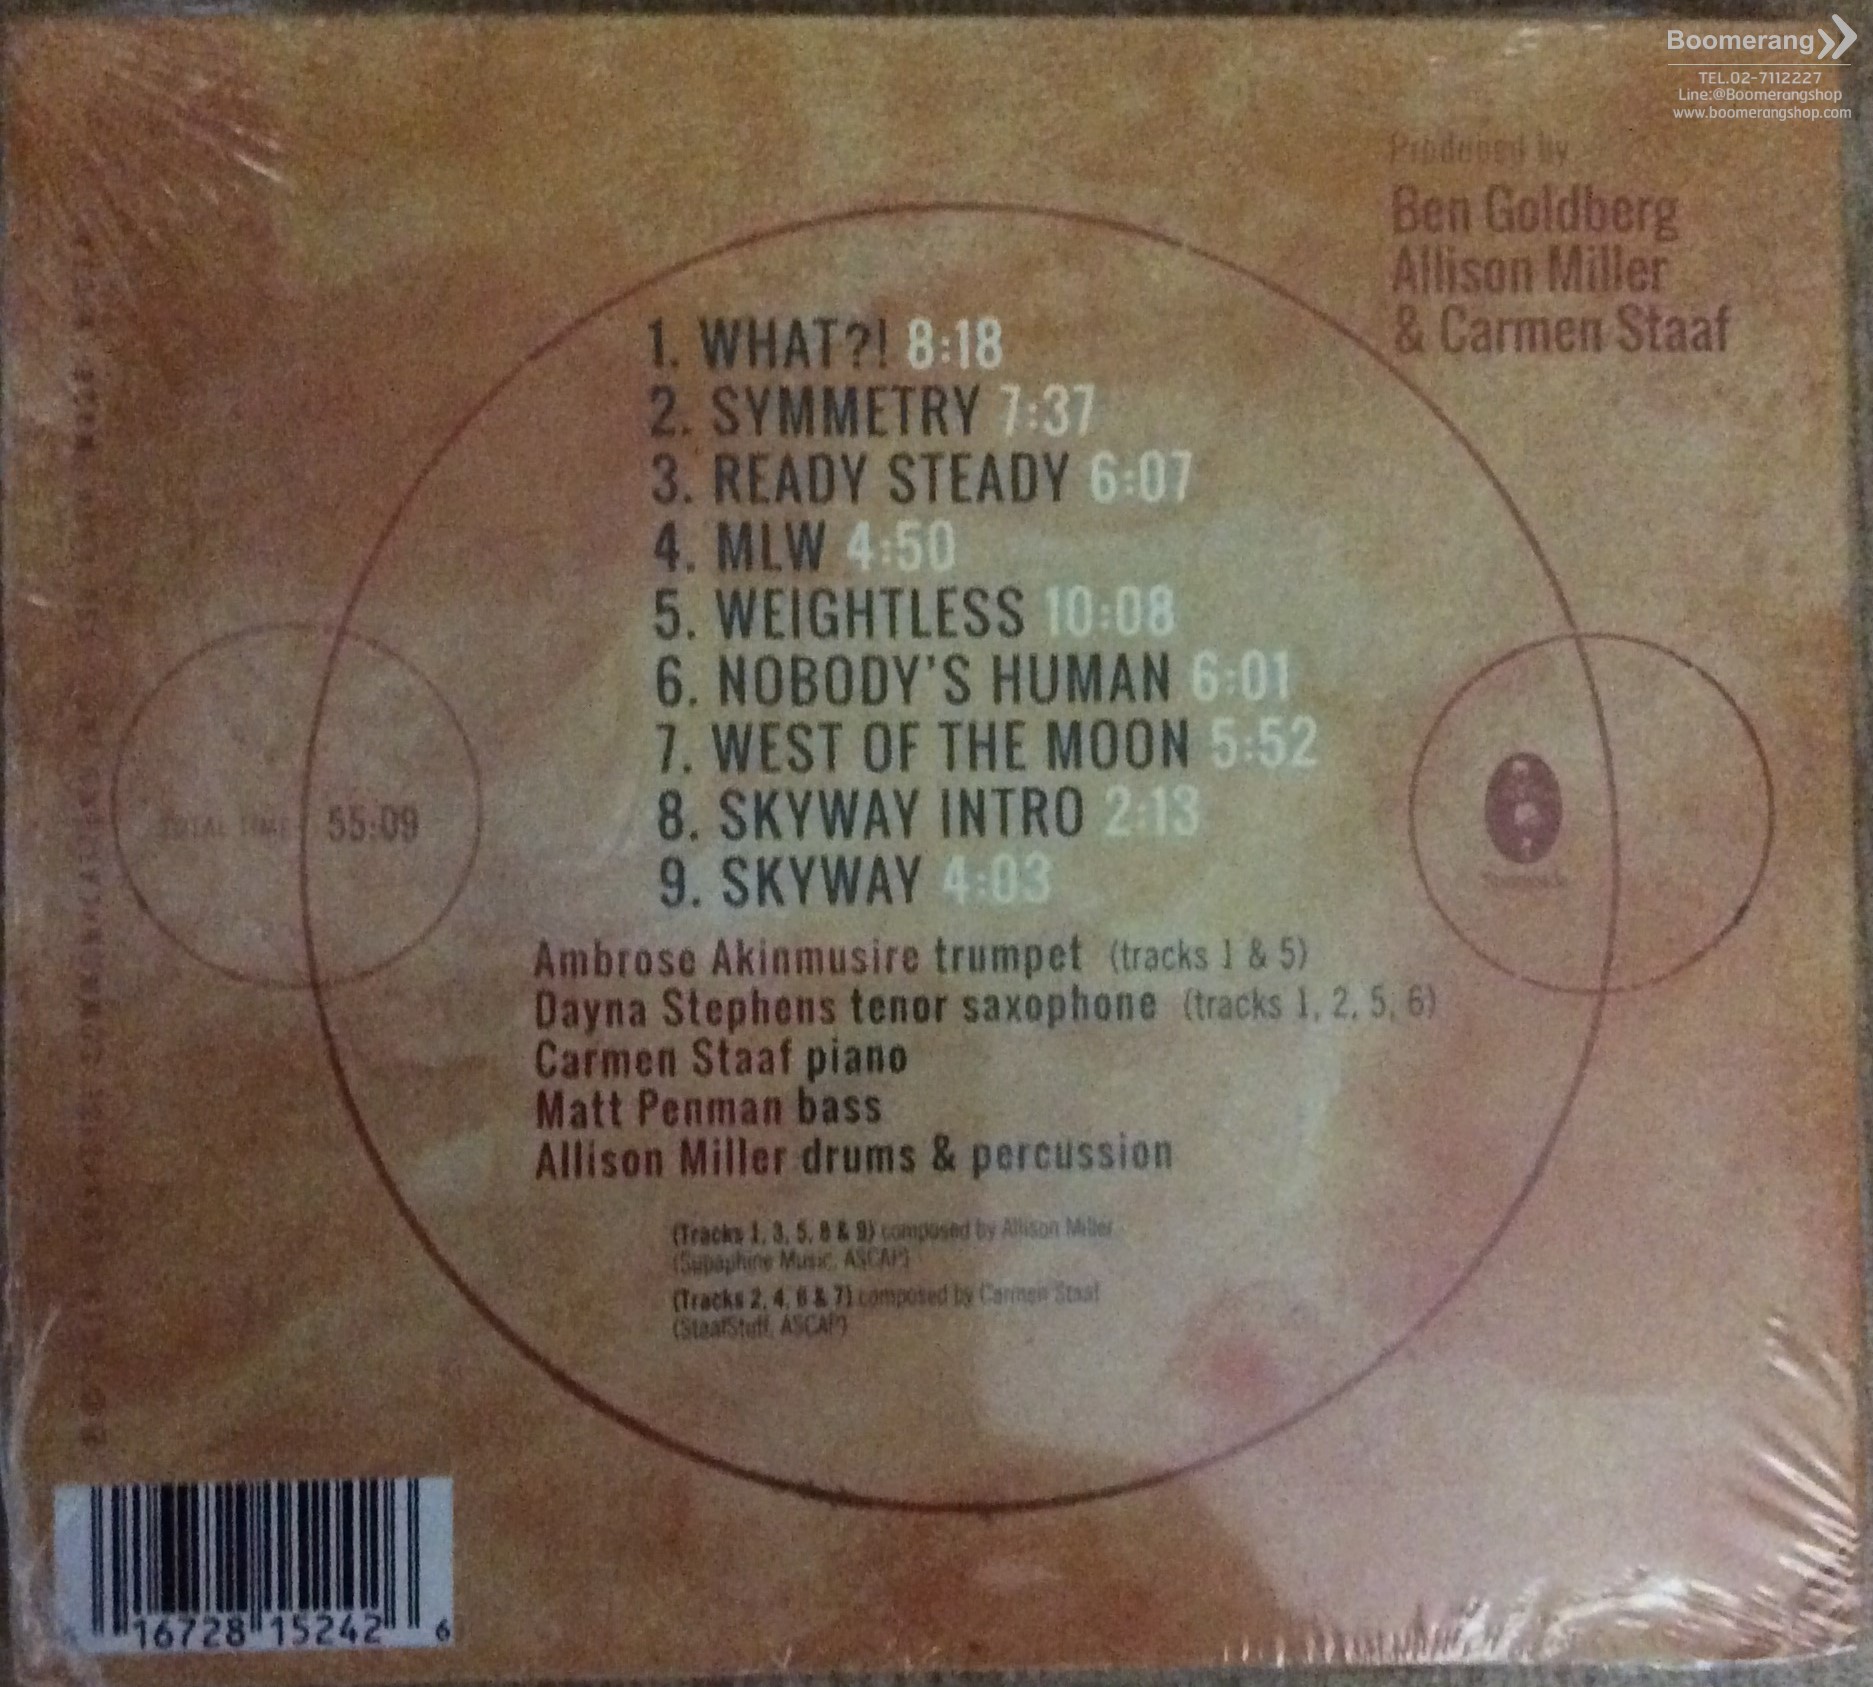 Boomerang
TEL.02-7112227
Line:@Boomerangshop
www.boomerangshop.com
Produced by
Ben Goldberg
Allison Miller
& Carmen Staaf
1. WHAT?! 8:18
2. SYMMETRY 7:37
3. READY STEADY 6:07
4. MLW 4:50
5. WEIGHTLESS 10:08
6. NOBODY'S HUMAN 6:01
7. WEST OF THE MOON 5:52
8. SKYWAY INTRO 2:13
9. SKYWAY 4:03
TOTAL TIME 55:09
Ambrose Akinmusire trumpet (tracks 1 & 5)
Dayna Stephens tenor saxophone (tracks 1, 2, 5, 6)
Carmen Staaf piano
Matt Penman bass
Allison Miller drums & percussion
(Tracks 1, 3, 5, 8 & 9) composed by Allison Miller
(Supaphine Music, ASCAP)
(Tracks 2, 4, 6 & 7) composed by Carmen Staaf
(StaafStuff, ASCAP)
16728 15242 6